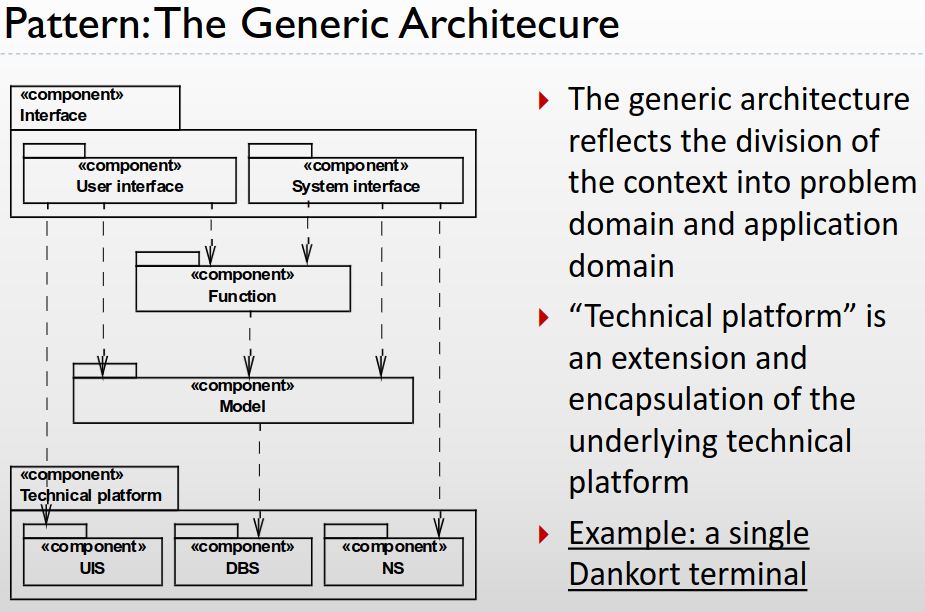 Pattern: The Generic Architecure
«component»
Interface
«component»
User interface
«component»
System interface
«component»
Function
«component»
Model
«component»
Technical platform
«component»
UIS
«component»
DBS
«component»
NS
The generic architecture
reflects the division of
the context into problem
domain and application
domain
“Technical platform” is
an extension and
encapsulation of the
underlying technical
platform
Example: a single
Dankort terminal